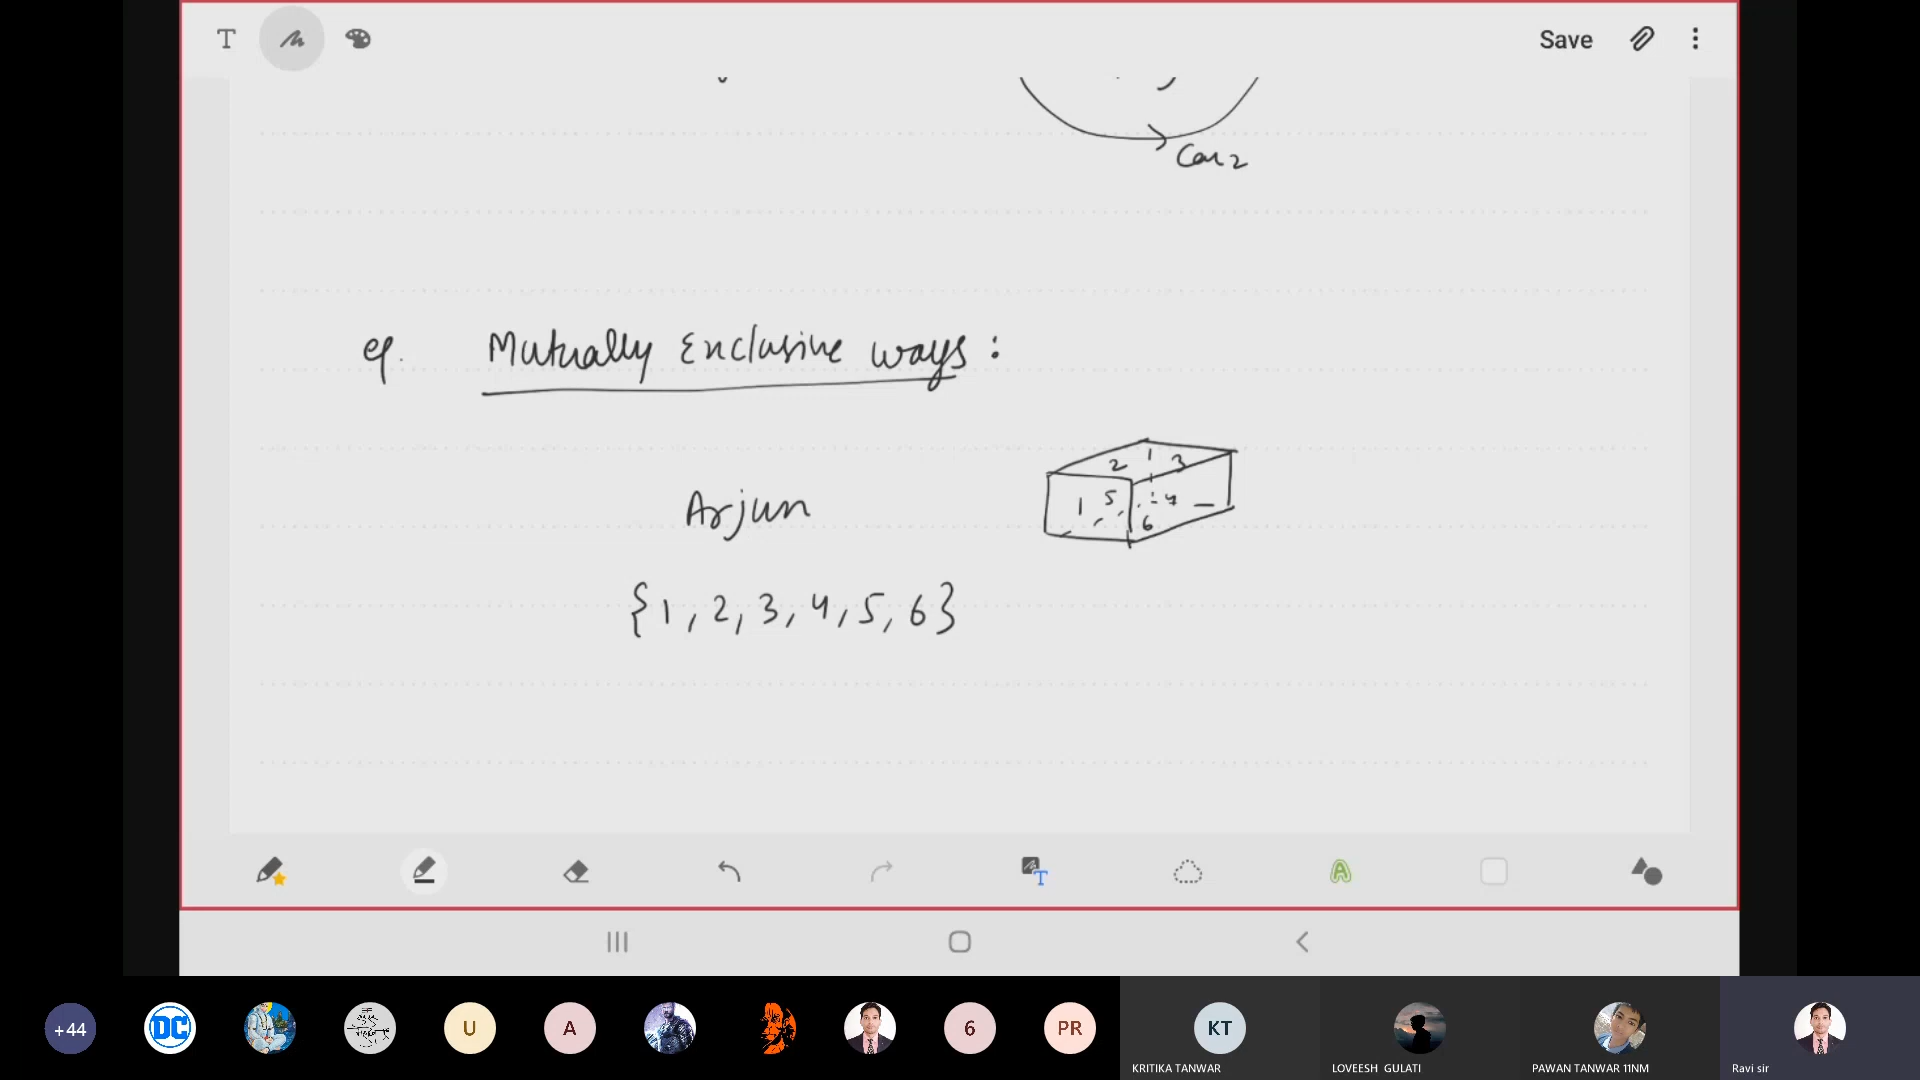 T Save
Car 2
eg. Mutually Exclusive ways :
2 3
Arjun
1 5 4
6
{1, 2, 3, 4, 5, 6}
T A
+44 DC U A 6 PR KT
KRITIKA TANWAR LOVEESH GULATI PAWAN TANWAR 11NM Ravi sir